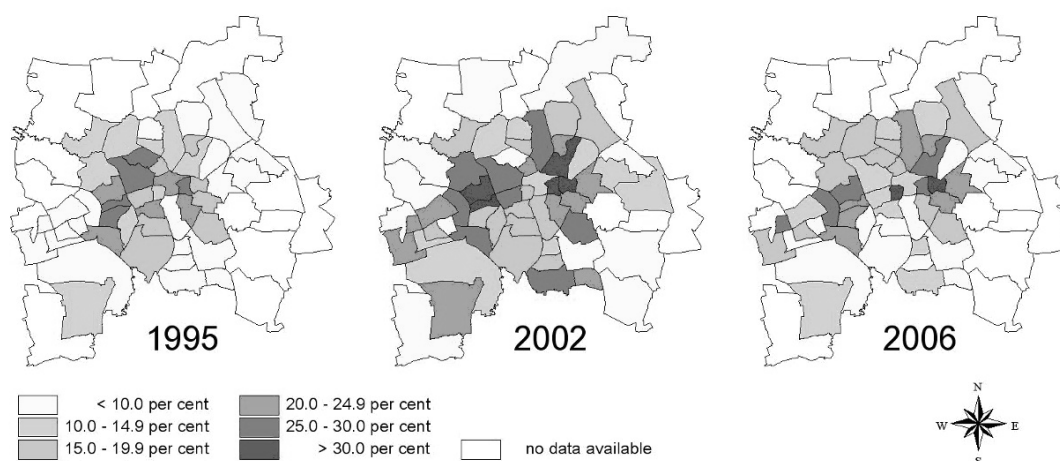 1995
2002
2006
< 10.0 per cent
10.0 - 14.9 per cent
15.0 - 19.9 per cent
20.0 - 24.9 per cent
25.0 - 30.0 per cent
> 30.0 per cent
no data available
N
W E
S